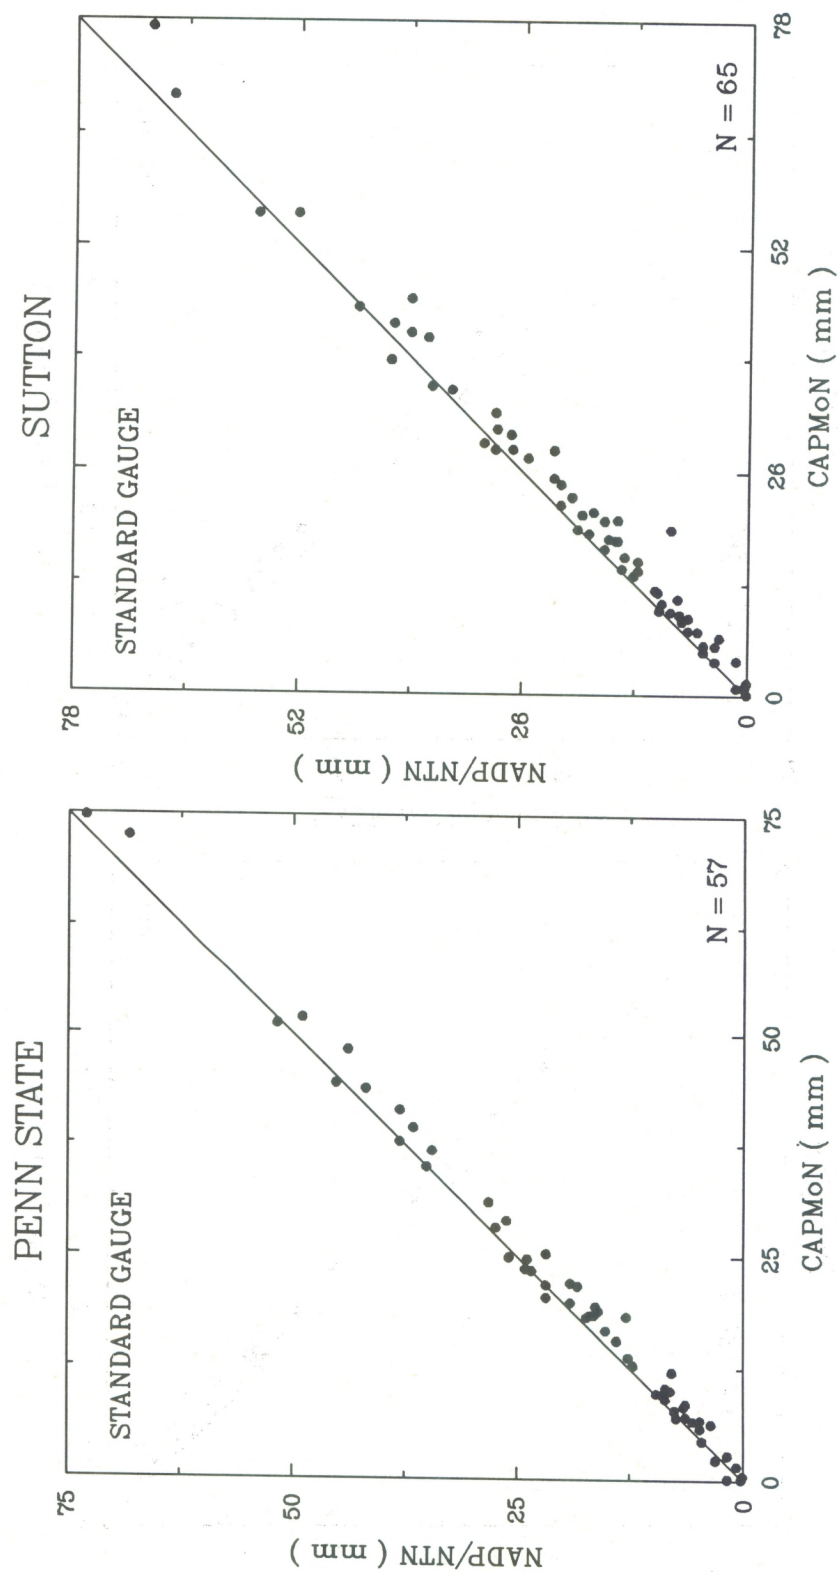 PENN STATE
STANDARD GAUGE
N = 57
75
50
25
0
NADP/NTN ( mm )
0
25
50
75
CAPMoN ( mm )
SUTTON
STANDARD GAUGE
N = 65
78
52
26
0
NADP/NTN ( mm )
0
26
52
78
CAPMoN ( mm )